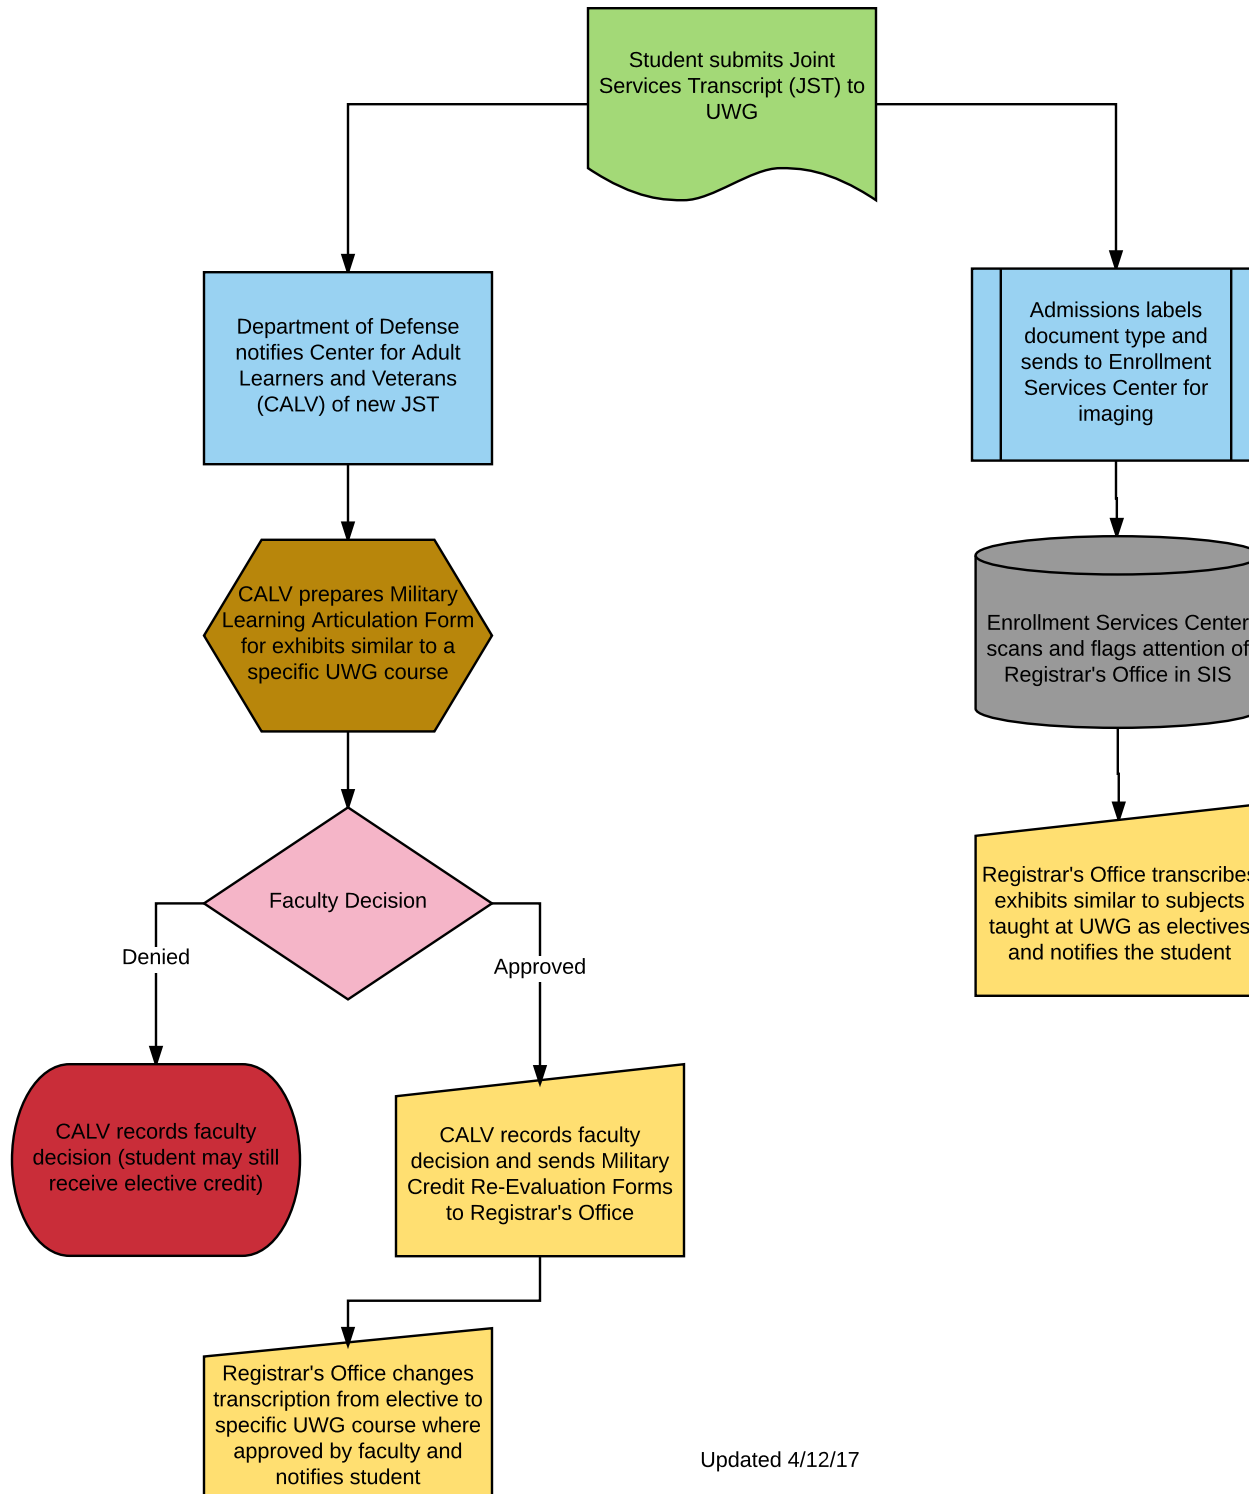 Student submits Joint
Services Transcript (JST) to
UWG
Department of Defense
notifies Center for Adult
Learners and Veterans
(CALV) of new JST
Admissions labels
document type and
sends to Enrollment
Services Center for
imaging
CALV prepares Military
Learning Articulation Form
for exhibits similar to a
specific UWG course
Enrollment Services Center
scans and flags attention of
Registrar's Office in SIS
Faculty Decision
Registrar's Office transcribes
exhibits similar to subjects
taught at UWG as electives
and notifies the student
Denied
Approved
CALV records faculty
decision (student may still
receive elective credit)
CALV records faculty
decision and sends Military
Credit Re-Evaluation Forms
to Registrar's Office
Registrar's Office changes
transcription from elective to
specific UWG course where
approved by faculty and
notifies student
Updated 4/12/17